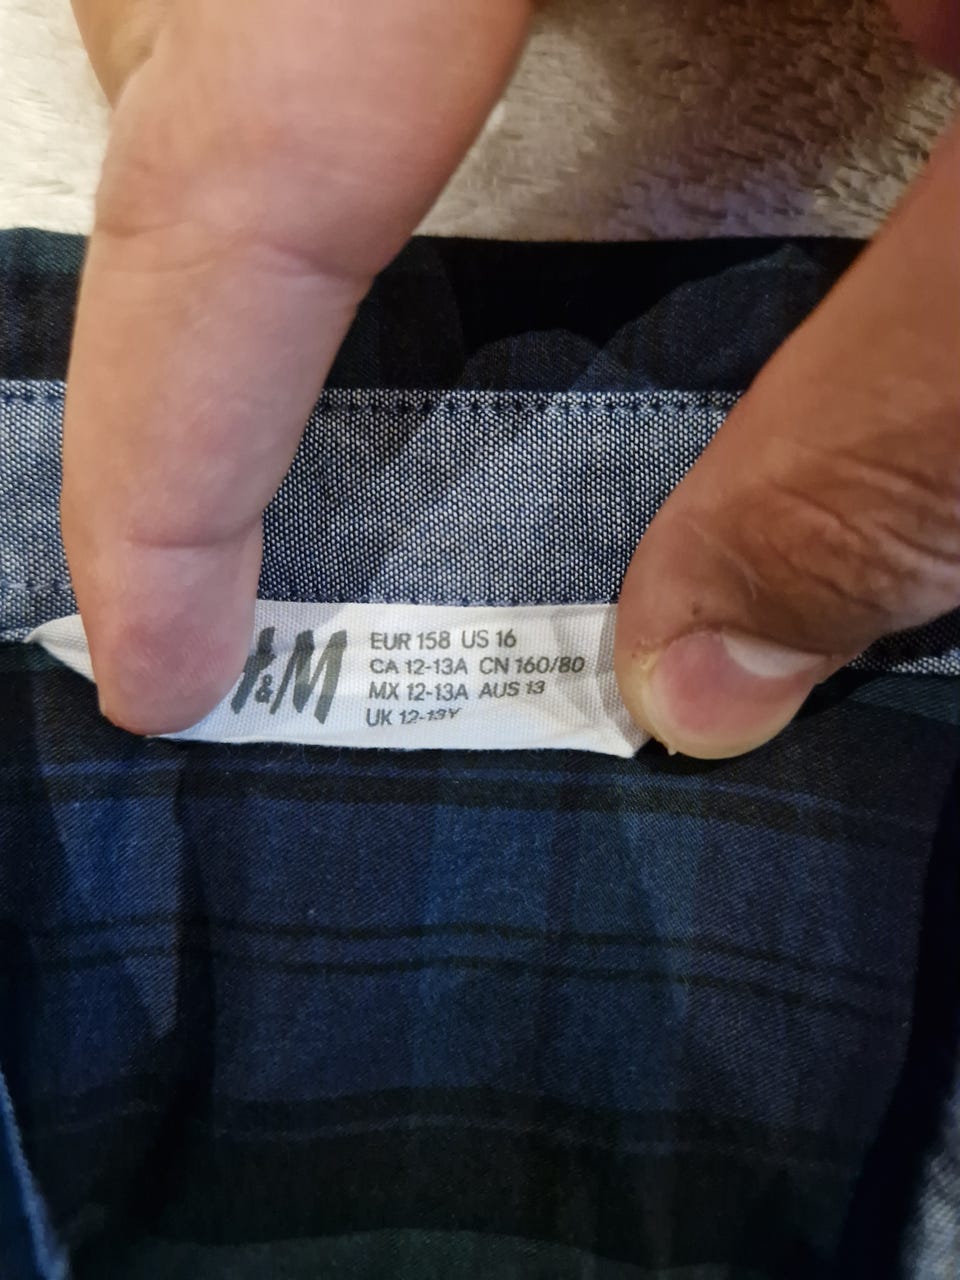 H&M
EUR 158 US 16
CA 12-13A CN 160/80
MX 12-13A AUS 13
UK 12-13Y